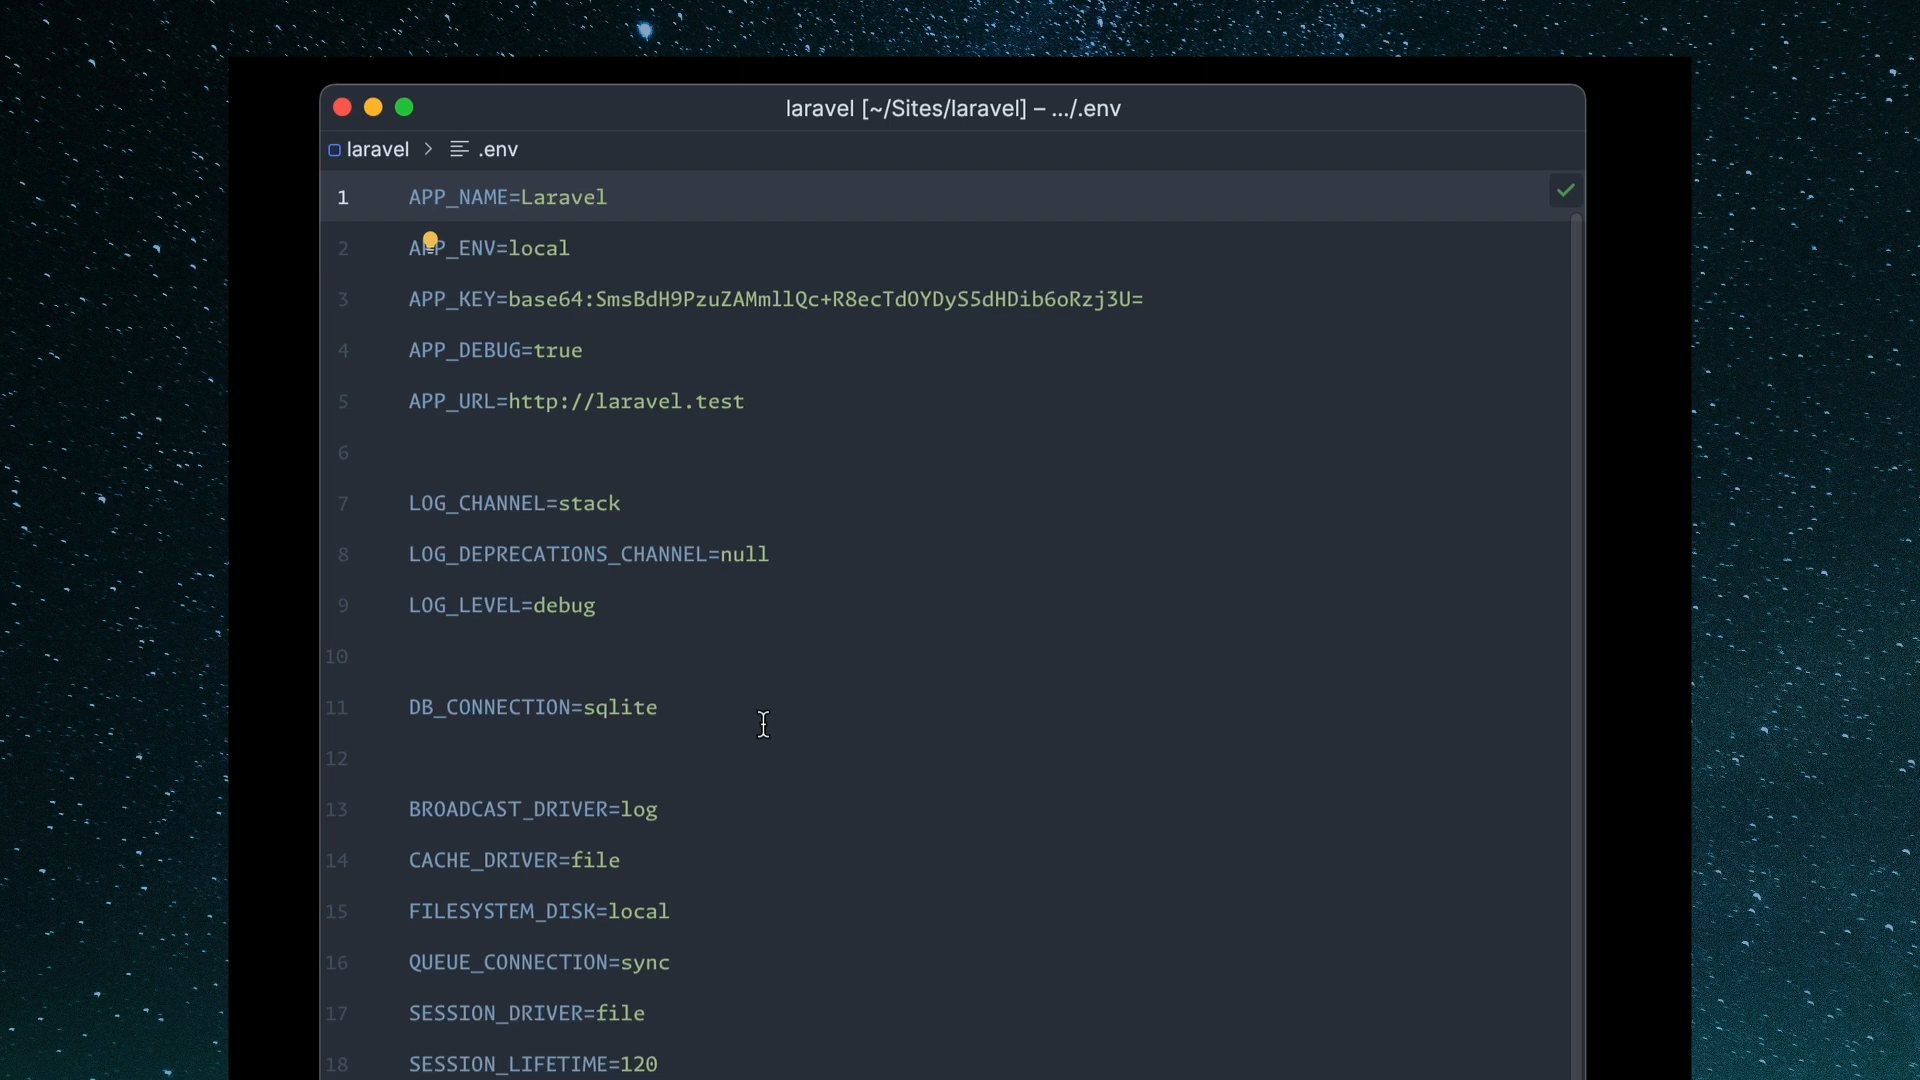 laravel [~/Sites/laravel] – .../.env
laravel > .env
1 APP_NAME=Laravel
2 APP_ENV=local
3 APP_KEY=base64:SmsBdH9PzuZAMmllQc+R8ecTdOYDyS5dHDib6oRzj3U=
4 APP_DEBUG=true
5 APP_URL=http://laravel.test
6
7 LOG_CHANNEL=stack
8 LOG_DEPRECATIONS_CHANNEL=null
9 LOG_LEVEL=debug
10
11 DB_CONNECTION=sqlite
12
13 BROADCAST_DRIVER=log
14 CACHE_DRIVER=file
15 FILESYSTEM_DISK=local
16 QUEUE_CONNECTION=sync
17 SESSION_DRIVER=file
18 SESSION_LIFETIME=120